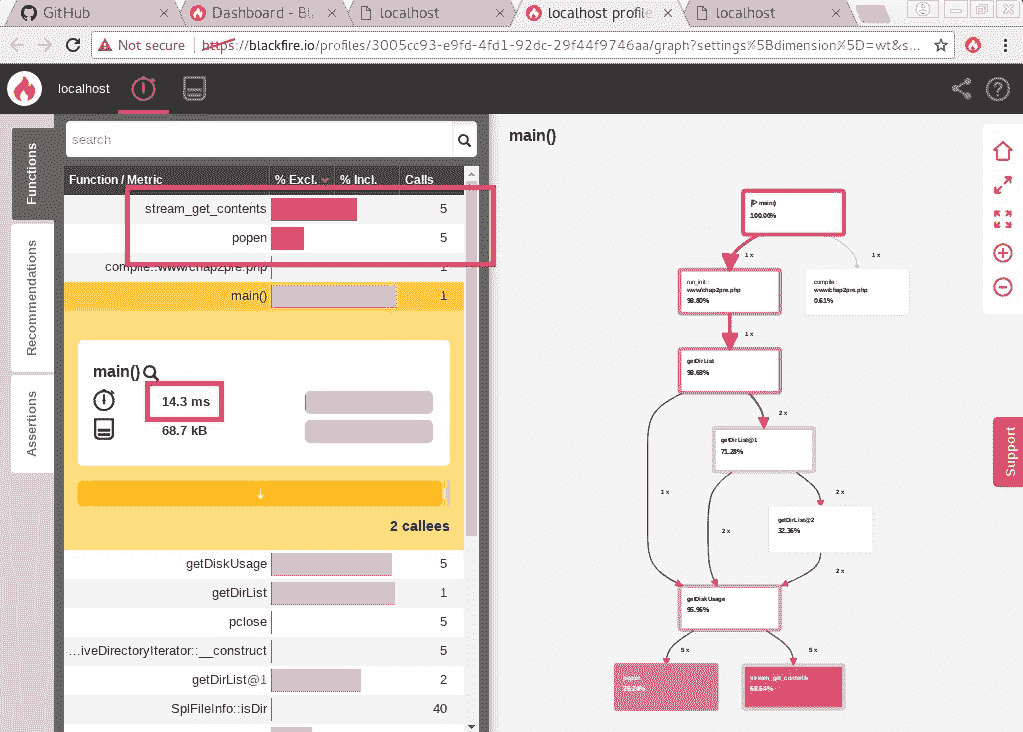 GitHub
Dashboard - Bl
localhost
localhost profile
localhost
Not secure
https://blackfire.io/profiles/3005cc93-e9fd-4fd1-92dc-29f44f9746aa/graph?settings%5Bdimension%5D=wt&s...
localhost
Functions
Recommendations
Assertions
search
Function / Metric % Excl. % Incl. Calls
stream_get_contents 5
popen 5
compile::www/chap2pre.php 1
main() 1
main()
14.3 ms
68.7 kB
2 callees
getDiskUsage 5
getDirList 1
pclose 5
...iveDirectoryIterator::__construct 5
getDirList@1 2
SplFileInfo::isDir 40
main()
main()
100.00%
1 x
1 x
run_init::
www/chap2pre.php
98.80%
compile::
www/chap2pre.php
0.61%
1 x
getDirList
98.68%
2 x
getDirList@1
71.28%
1 x
2 x
2 x
getDirList@2
32.36%
2 x
getDiskUsage
95.96%
5 x
5 x
popen
stream_get_contents
Support